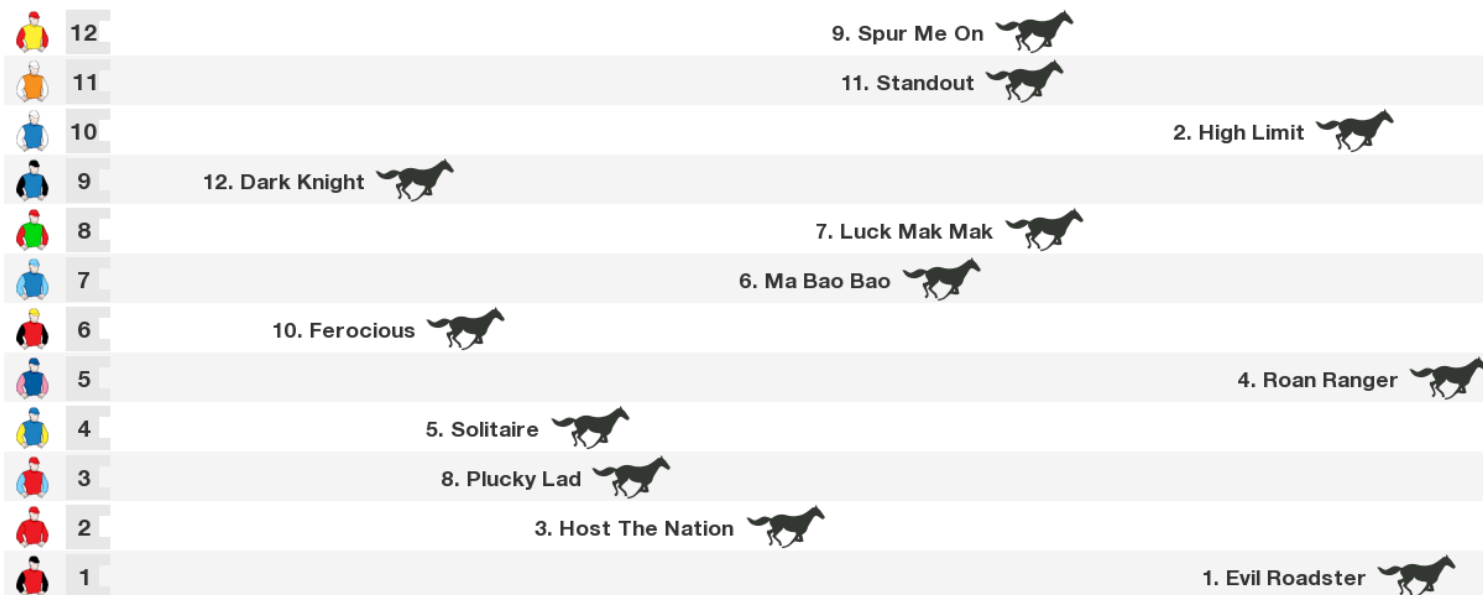 12 9. Spur Me On
11 11. Standout
10 2. High Limit
9 12. Dark Knight
8 7. Luck Mak Mak
7 6. Ma Bao Bao
6 10. Ferocious
5 4. Roan Ranger
4 5. Solitaire
3 8. Plucky Lad
2 3. Host The Nation
1 1. Evil Roadster